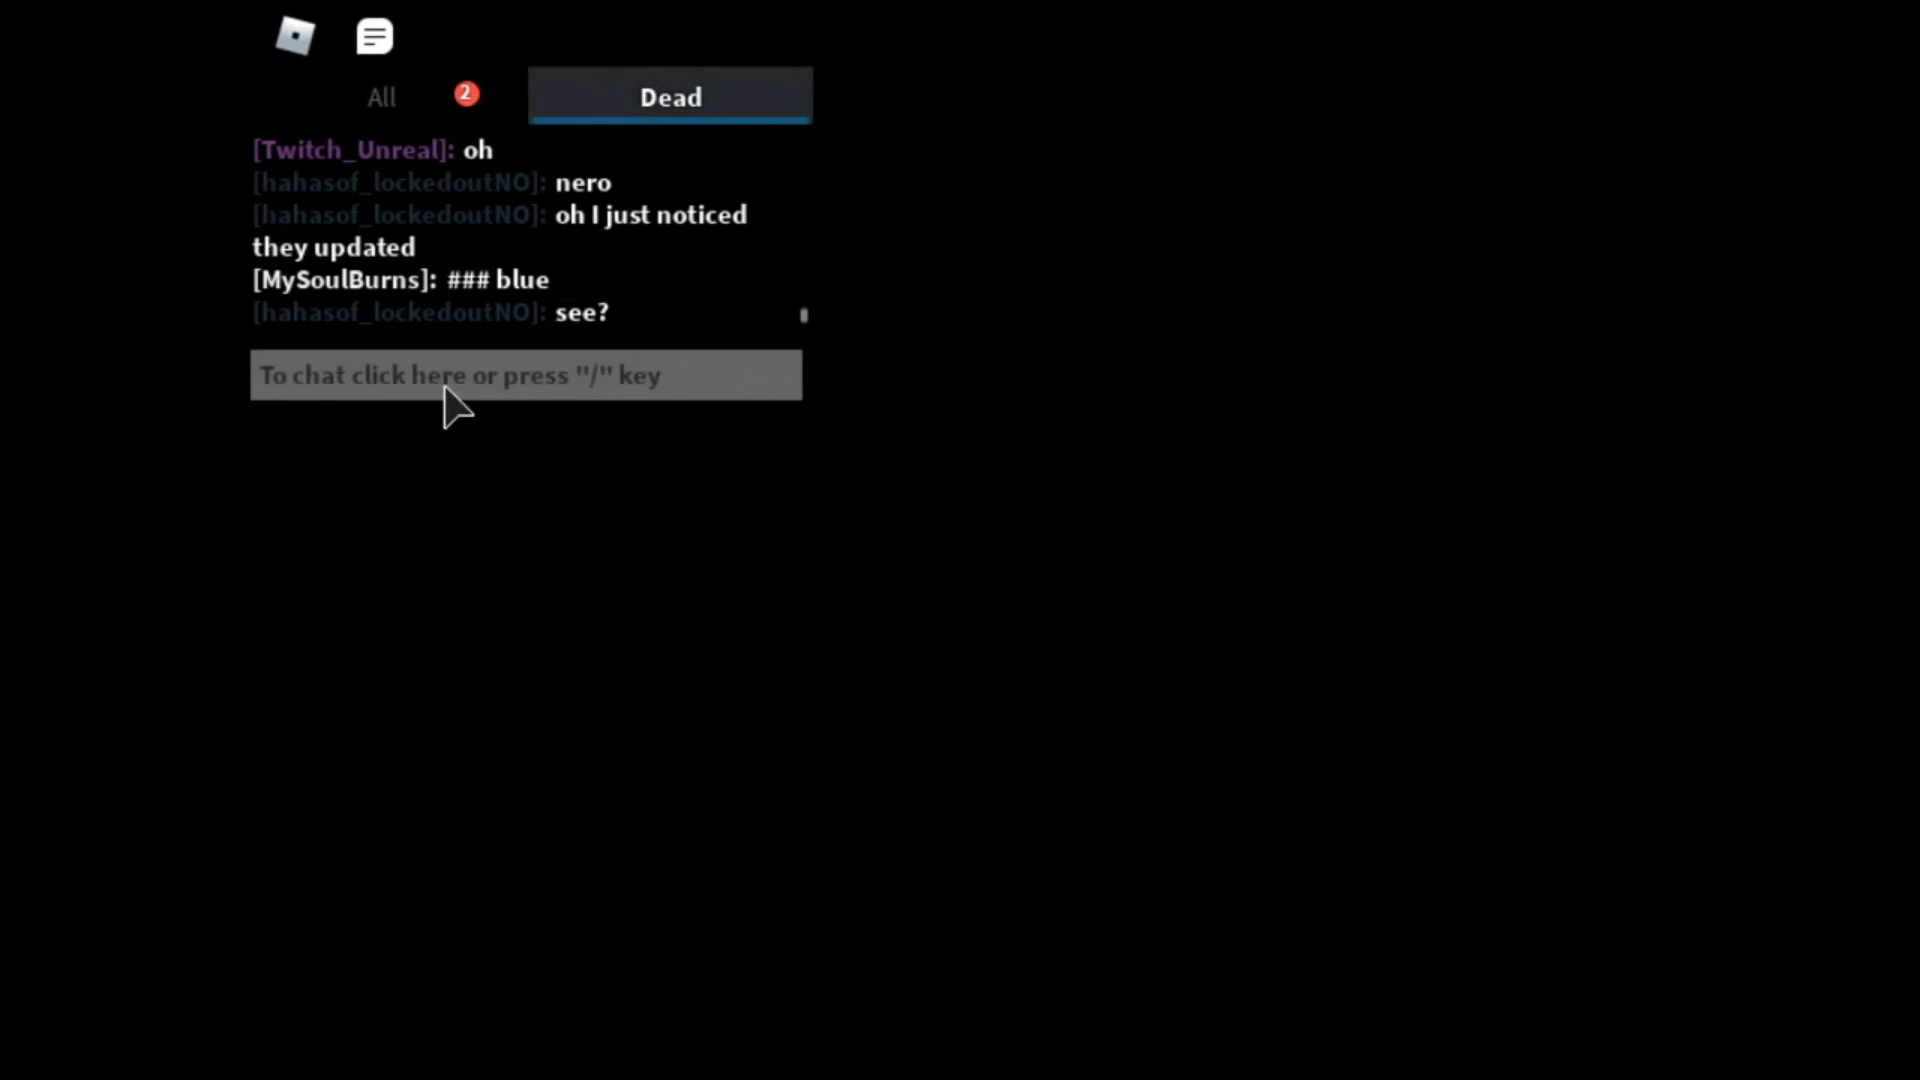 All 2 Dead
[Twitch_Unreal]: oh
[hahasof_lockedoutNO]: nero
[hahasof_lockedoutNO]: oh I just noticed
they updated
[MySoulBurns]: ### blue
[hahasof_lockedoutNO]: see?
To chat click here or press "/" key